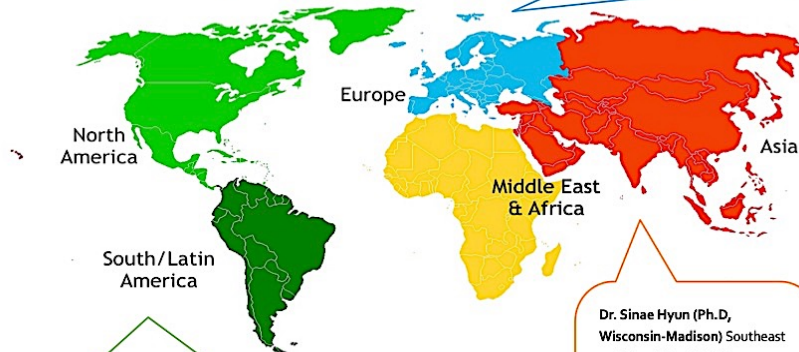 Europe
North
America
Asia
Middle East
& Africa
South/Latin
America
Dr. Sinae Hyun (Ph.D,
Wisconsin-Madison) Southeast